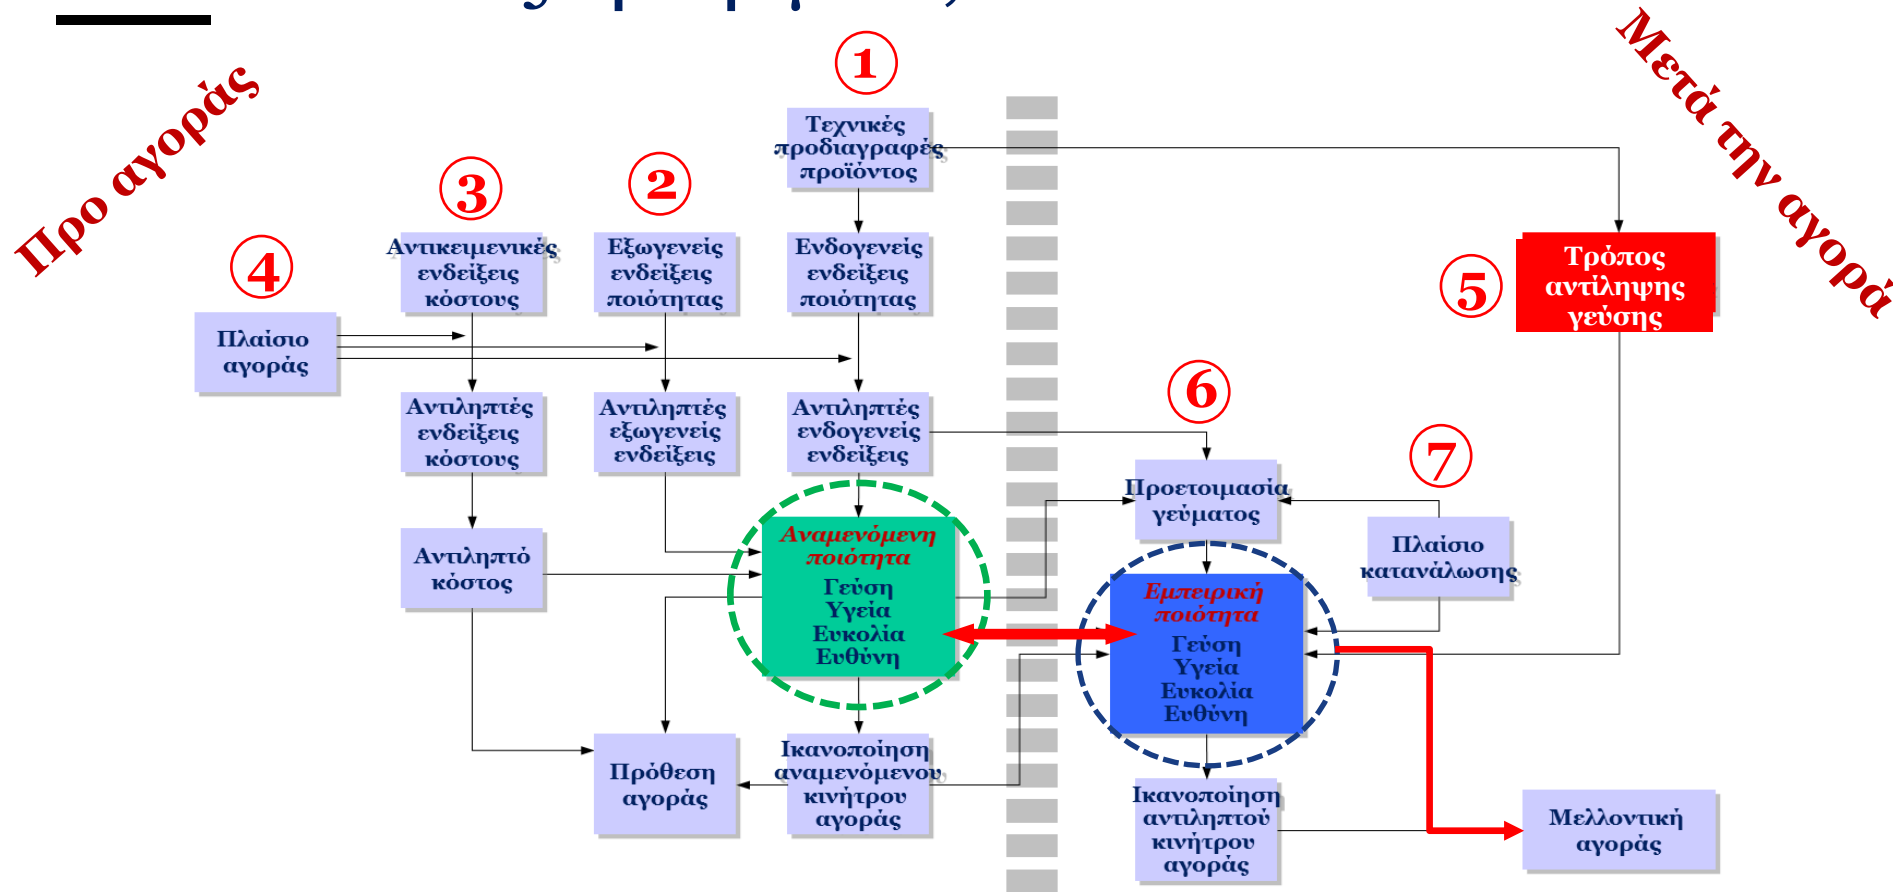 Προ αγοράς
Μετά την αγορά
1
Τεχνικές
προδιαγραφές
προϊόντος
3
2
Αντικειμενικές
ενδείξεις
κόστους
Εξωγενείς
ενδείξεις
ποιότητας
Ενδογενείς
ενδείξεις
ποιότητας
4
Πλαίσιο
αγοράς
5
Τρόπος
αντίληψης
γεύσης
Αντιληπτές
ενδείξεις
κόστους
Αντιληπτές
εξωγενείς
ενδείξεις
Αντιληπτές
ενδογενείς
ενδείξεις
6
Προετοιμασία
γεύματος
7
Πλαίσιο
κατανάλωσης
Αντιληπτό
κόστος
Αναμενόμενη
ποιότητα
Γεύση
Υγεία
Ευκολία
Ευθύνη
Εμπειρική
ποιότητα
Γεύση
Υγεία
Ευκολία
Ευθύνη
Πρόθεση
αγοράς
Ικανοποίηση
αναμενόμενου
κινήτρου
αγοράς
Ικανοποίηση
αντιληπτού
κινήτρου
αγοράς
Μελλοντική
αγοράς